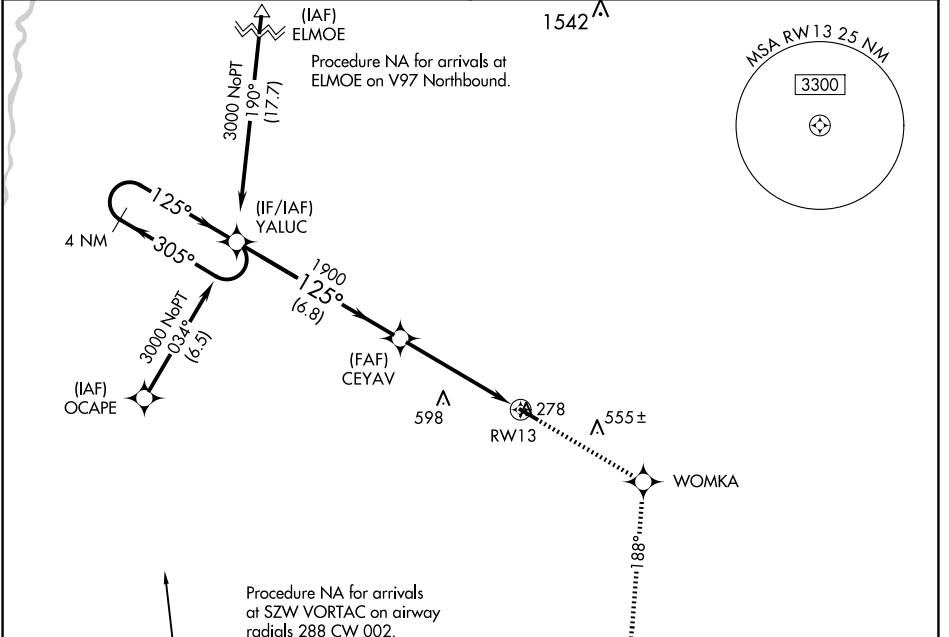 (IAF)
ELMOE
1542
Procedure NA for arrivals at
ELMOE on V97 Northbound.
MSA RW13 25 NM
3300
3000 NoPT
190°
(17.7)
125°
(IF/IAF)
YALUC
4 NM
305°
1900
125°
(6.8)
3000 NoPT
034°
(6.5)
(IAF)
OCAPE
(FAF)
CEYAV
598
278
RW13
555±
WOMKA
188°
Procedure NA for arrivals
at SZW VORTAC on airway
radials 288 CW 002.